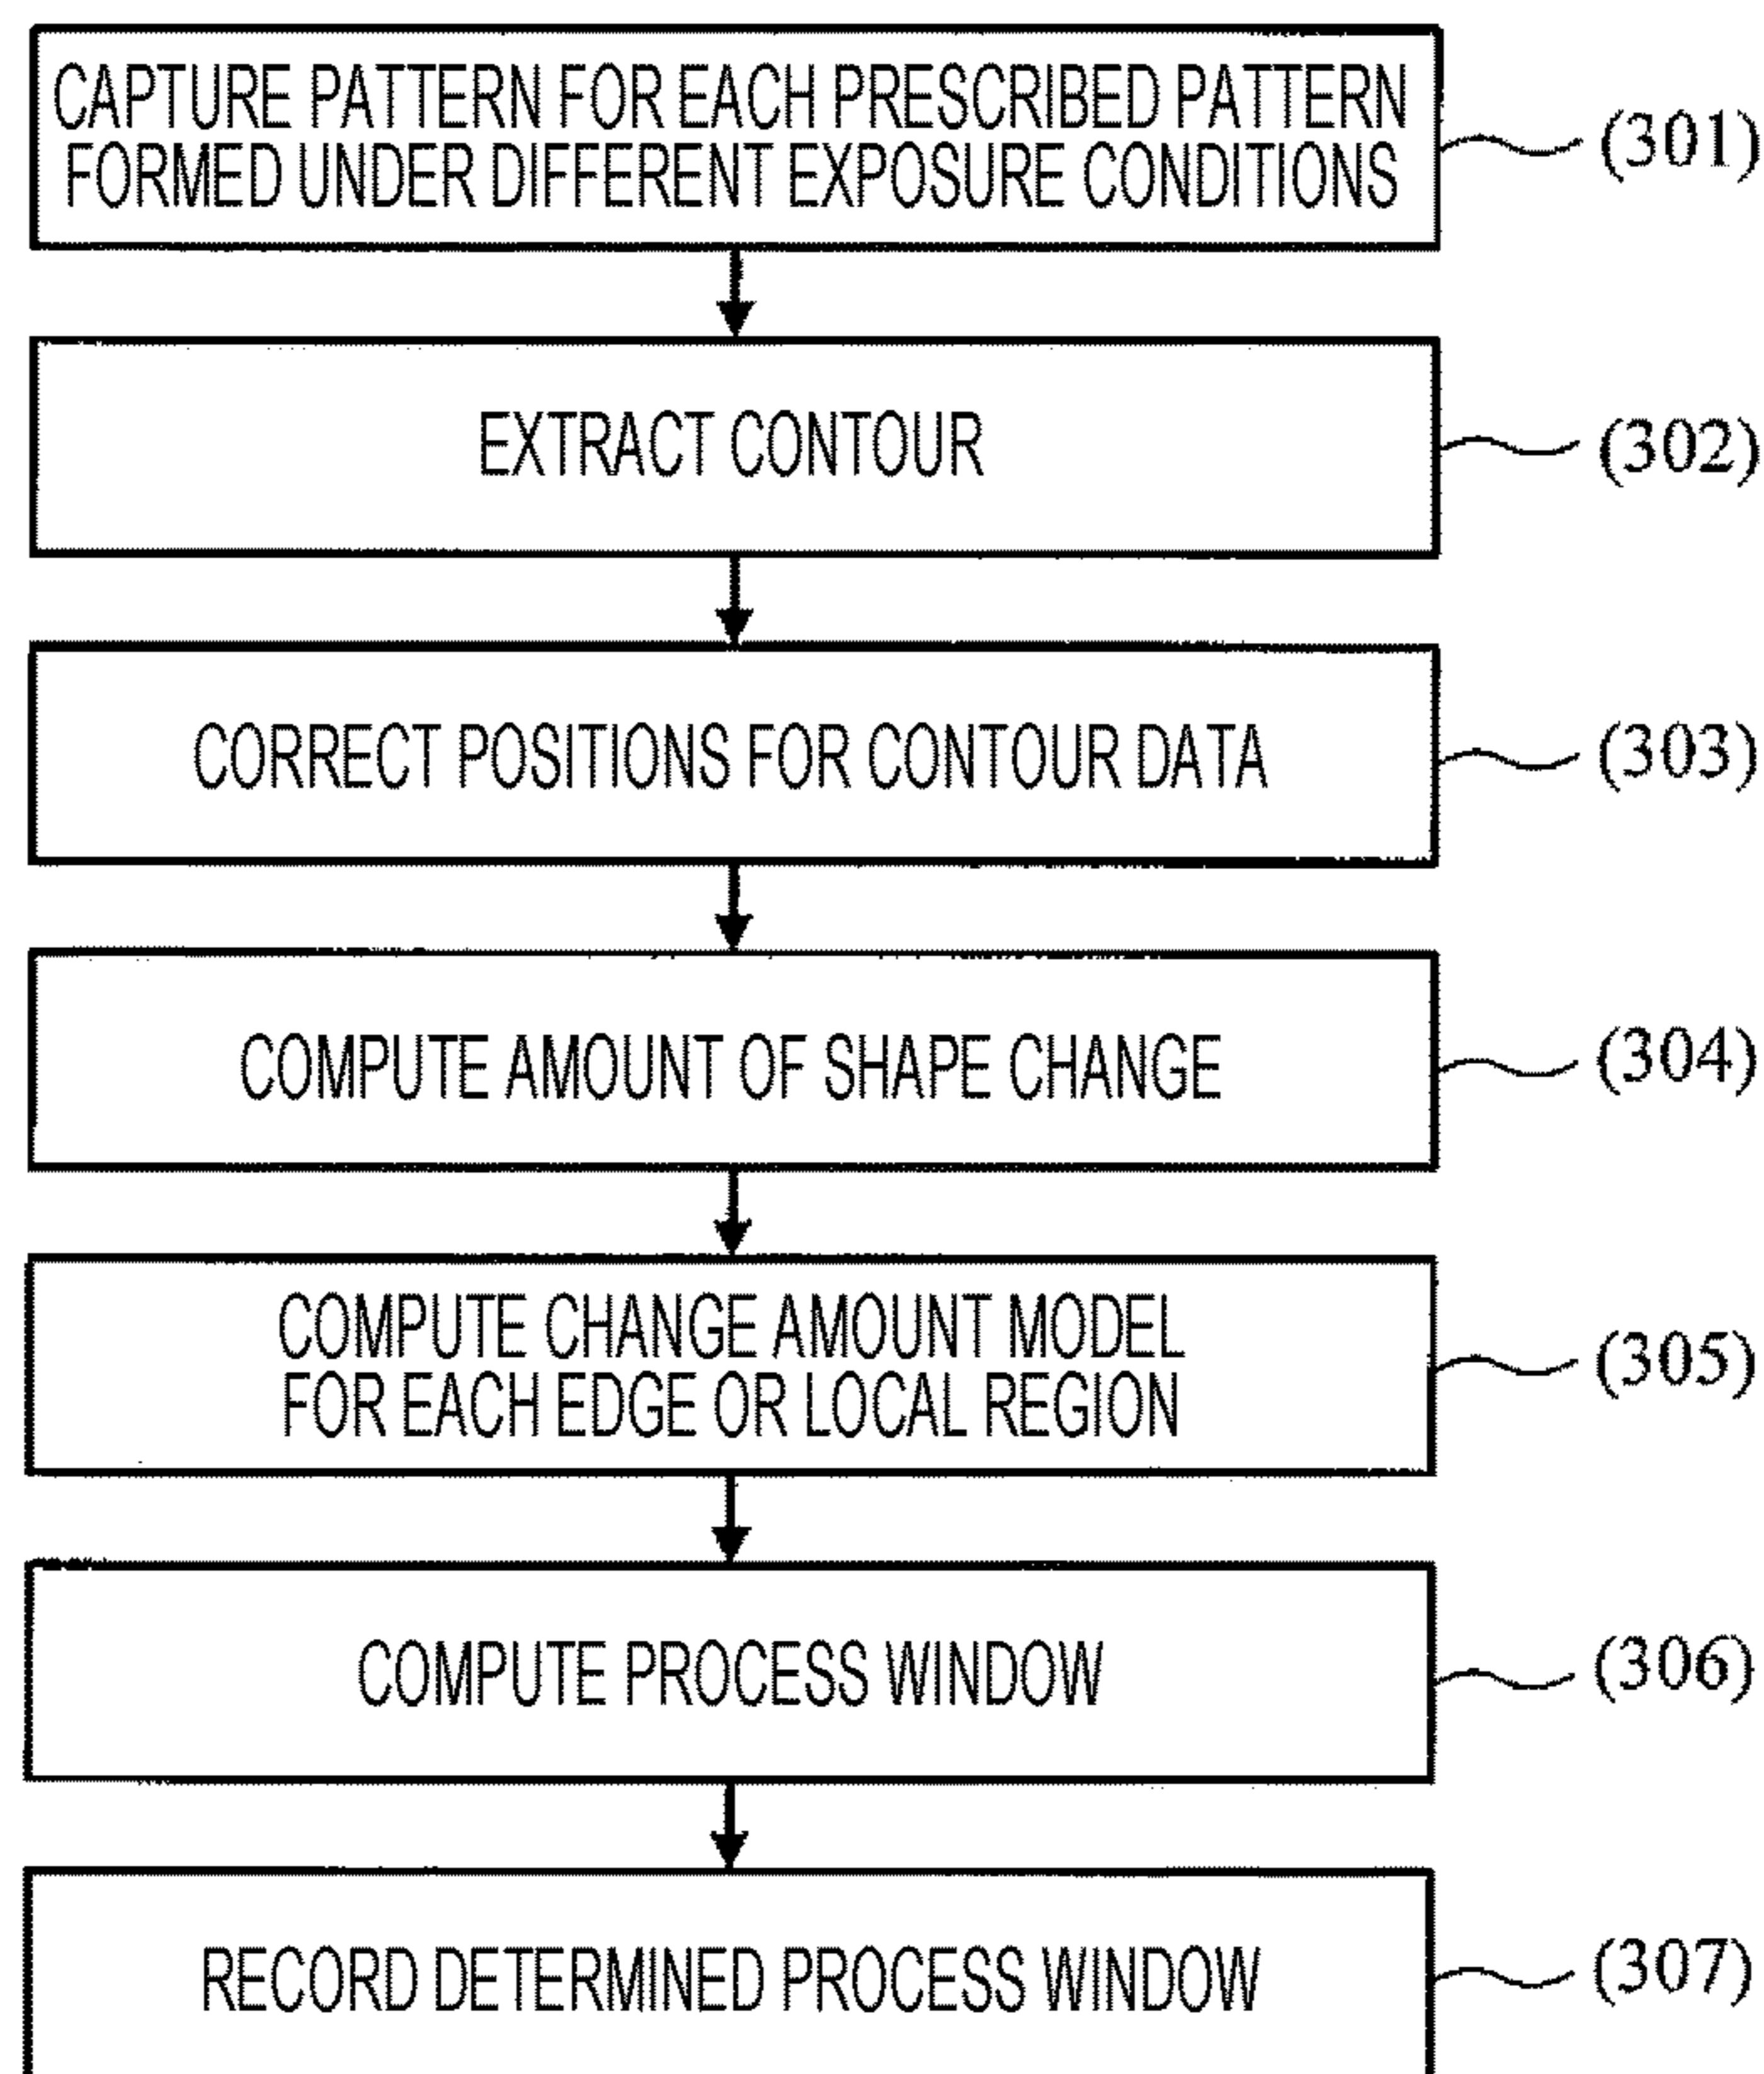 CAPTURE PATTERN FOR EACH PRESCRIBED PATTERN
FORMED UNDER DIFFERENT EXPOSURE CONDITIONS
(301)
EXTRACT CONTOUR
(302)
CORRECT POSITIONS FOR CONTOUR DATA
(303)
COMPUTE AMOUNT OF SHAPE CHANGE
(304)
COMPUTE CHANGE AMOUNT MODEL
FOR EACH EDGE OR LOCAL REGION
(305)
COMPUTE PROCESS WINDOW
(306)
RECORD DETERMINED PROCESS WINDOW
(307)